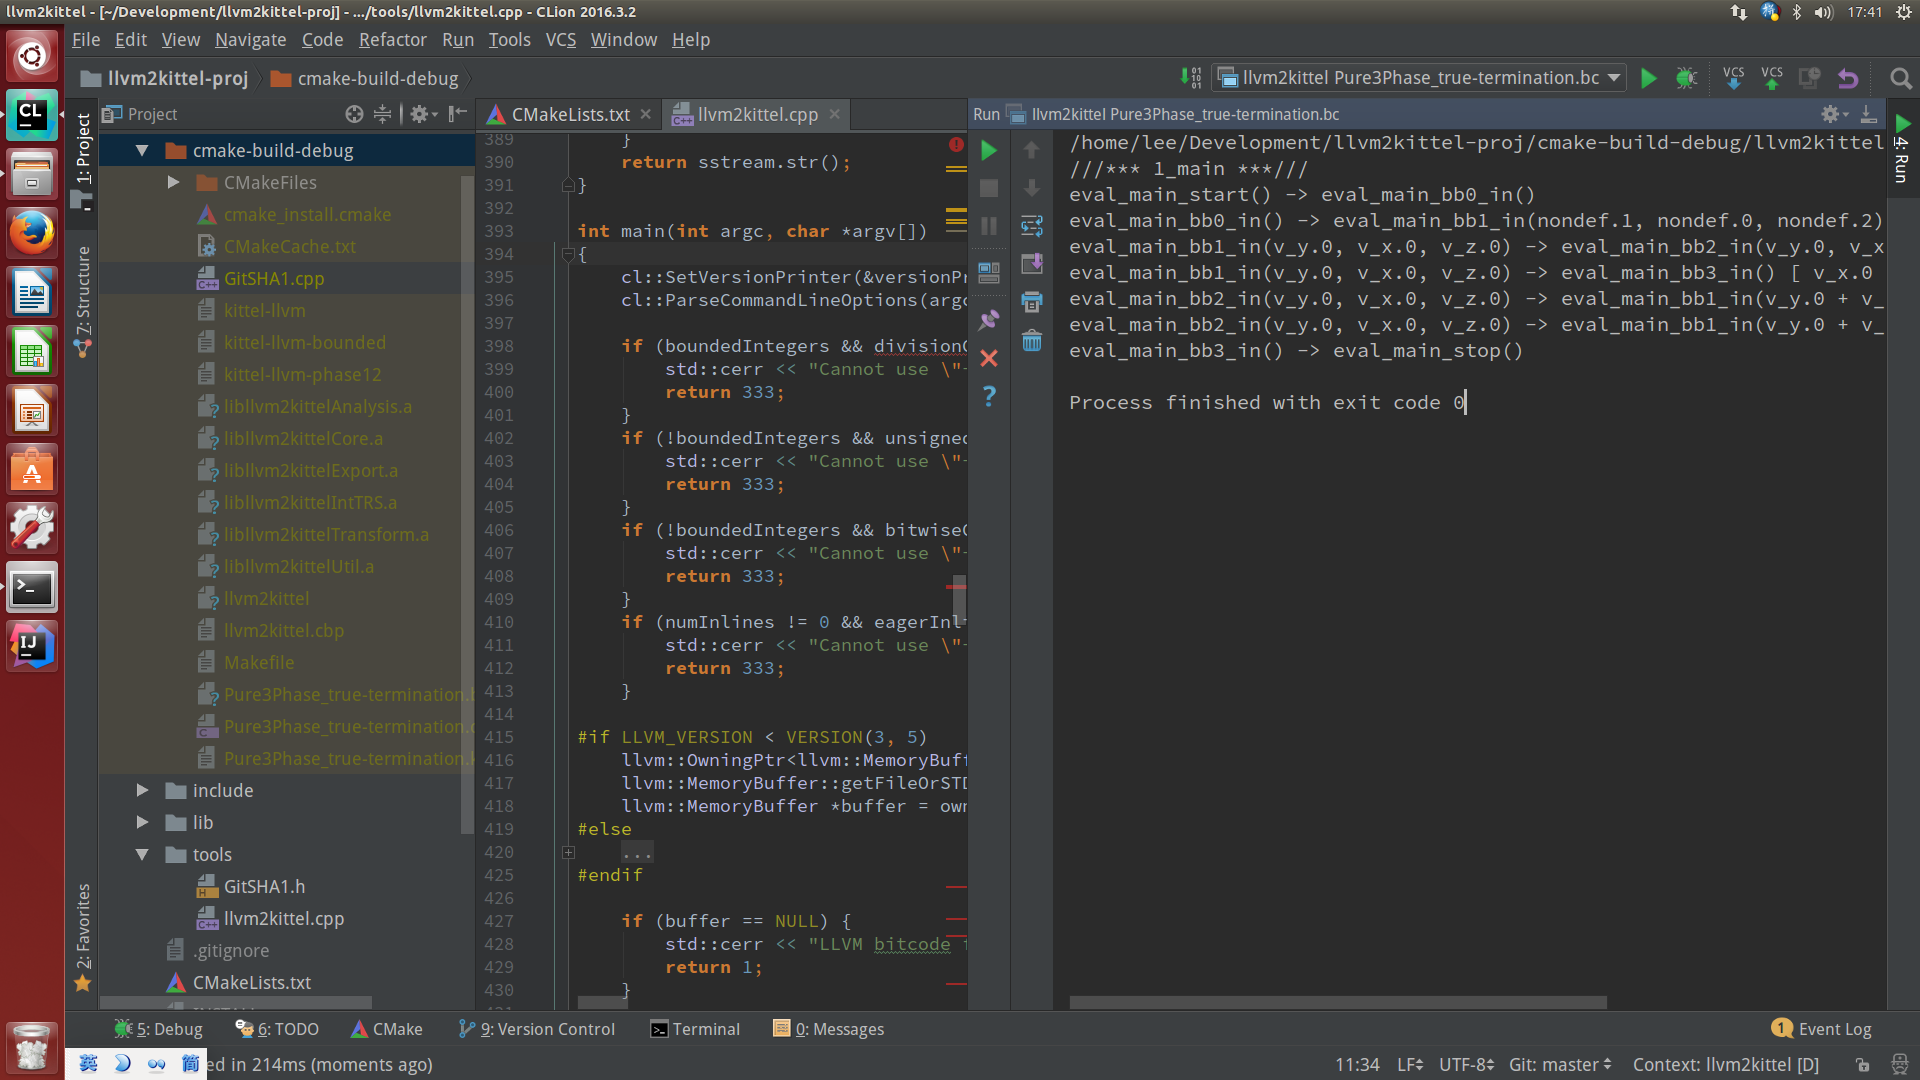 llvm2kittel - [~/Development/llvm2kittel-proj] - .../tools/llvm2kittel.cpp - CLion 2016.3.2
17:41
File Edit View Navigate Code Refactor Run Tools VCS Window Help
llvm2kittel-proj cmake-build-debug
llvm2kittel Pure3Phase_true-termination.bc
VCS VCS
Project
CMakeLists.txt
llvm2kittel.cpp
Run llvm2kittel Pure3Phase_true-termination.bc
1: Project
7: Structure
2: Favorites
4: Run
cmake-build-debug
CMakeFiles
cmake_install.cmake
CMakeCache.txt
GitSHA1.cpp
kittel-llvm
kittel-llvm-bounded
kittel-llvm-phase12
libllvm2kittelAnalysis.a
libllvm2kittelCore.a
libllvm2kittelExport.a
libllvm2kittelIntTRS.a
libllvm2kittelTransform.a
libllvm2kittelUtil.a
llvm2kittel
llvm2kittel.cbp
Makefile
Pure3Phase_true-termination.
Pure3Phase_true-termination.
Pure3Phase_true-termination.
include
lib
tools
GitSHA1.h
llvm2kittel.cpp
.gitignore
CMakeLists.txt
389 }
390 return sstream.str();
391 }
392
393 int main(int argc, char *argv[])
394 {
395 cl::SetVersionPrinter(&versionPr
396 cl::ParseCommandLineOptions(argc
397
398 if (boundedIntegers && divisionC
399 std::cerr << "Cannot use \"-
400 return 333;
401 }
402 if (!boundedIntegers && unsigned
403 std::cerr << "Cannot use \"-
404 return 333;
405 }
406 if (!boundedIntegers && bitwiseC
407 std::cerr << "Cannot use \"-
408 return 333;
409 }
410 if (numInlines != 0 && eagerInl
411 std::cerr << "Cannot use \"-
412 return 333;
413 }
414
415 #if LLVM_VERSION < VERSION(3, 5)
416 llvm::OwningPtr<llvm::MemoryBuff
417 llvm::MemoryBuffer::getFileOrSTD
418 llvm::MemoryBuffer *buffer = own
419 #else
420 ...
425 #endif
426
427 if (buffer == NULL) {
428 std::cerr << "LLVM bitcode f
429 return 1;
430 }
/home/lee/Development/llvm2kittel-proj/cmake-build-debug/llvm2kittel
///*** 1_main ***///
eval_main_start() -> eval_main_bb0_in()
eval_main_bb0_in() -> eval_main_bb1_in(nondef.1, nondef.0, nondef.2)
eval_main_bb1_in(v_y.0, v_x.0, v_z.0) -> eval_main_bb2_in(v_y.0, v_x
eval_main_bb1_in(v_y.0, v_x.0, v_z.0) -> eval_main_bb3_in() [ v_x.0
eval_main_bb2_in(v_y.0, v_x.0, v_z.0) -> eval_main_bb1_in(v_y.0 + v_
eval_main_bb2_in(v_y.0, v_x.0, v_z.0) -> eval_main_bb1_in(v_y.0 + v_
eval_main_bb3_in() -> eval_main_stop()
Process finished with exit code 0
5: Debug 6: TODO CMake 9: Version Control Terminal 0: Messages 1 Event Log
英 简 ed in 214ms (moments ago) 11:34 LF UTF-8 Git: master Context: llvm2kittel [D]